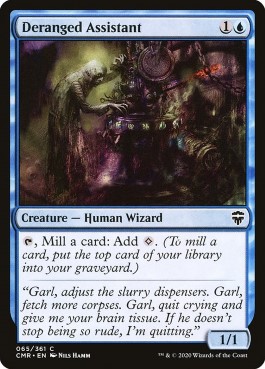 Deranged Assistant 1
Creature — Human Wizard
, Mill a card: Add . (To mill
a card, put the top card of your library
into your graveyard.)
"Garl, adjust the slurry dispensers. Garl,
fetch more corpses. Garl, quit crying and
give me your brain tissue. If he doesn't
stop being so rude, I'm quitting."
1/1
065/361 C
CMR • EN NILS HAMM
™ & © 2020 Wizards of the Coast